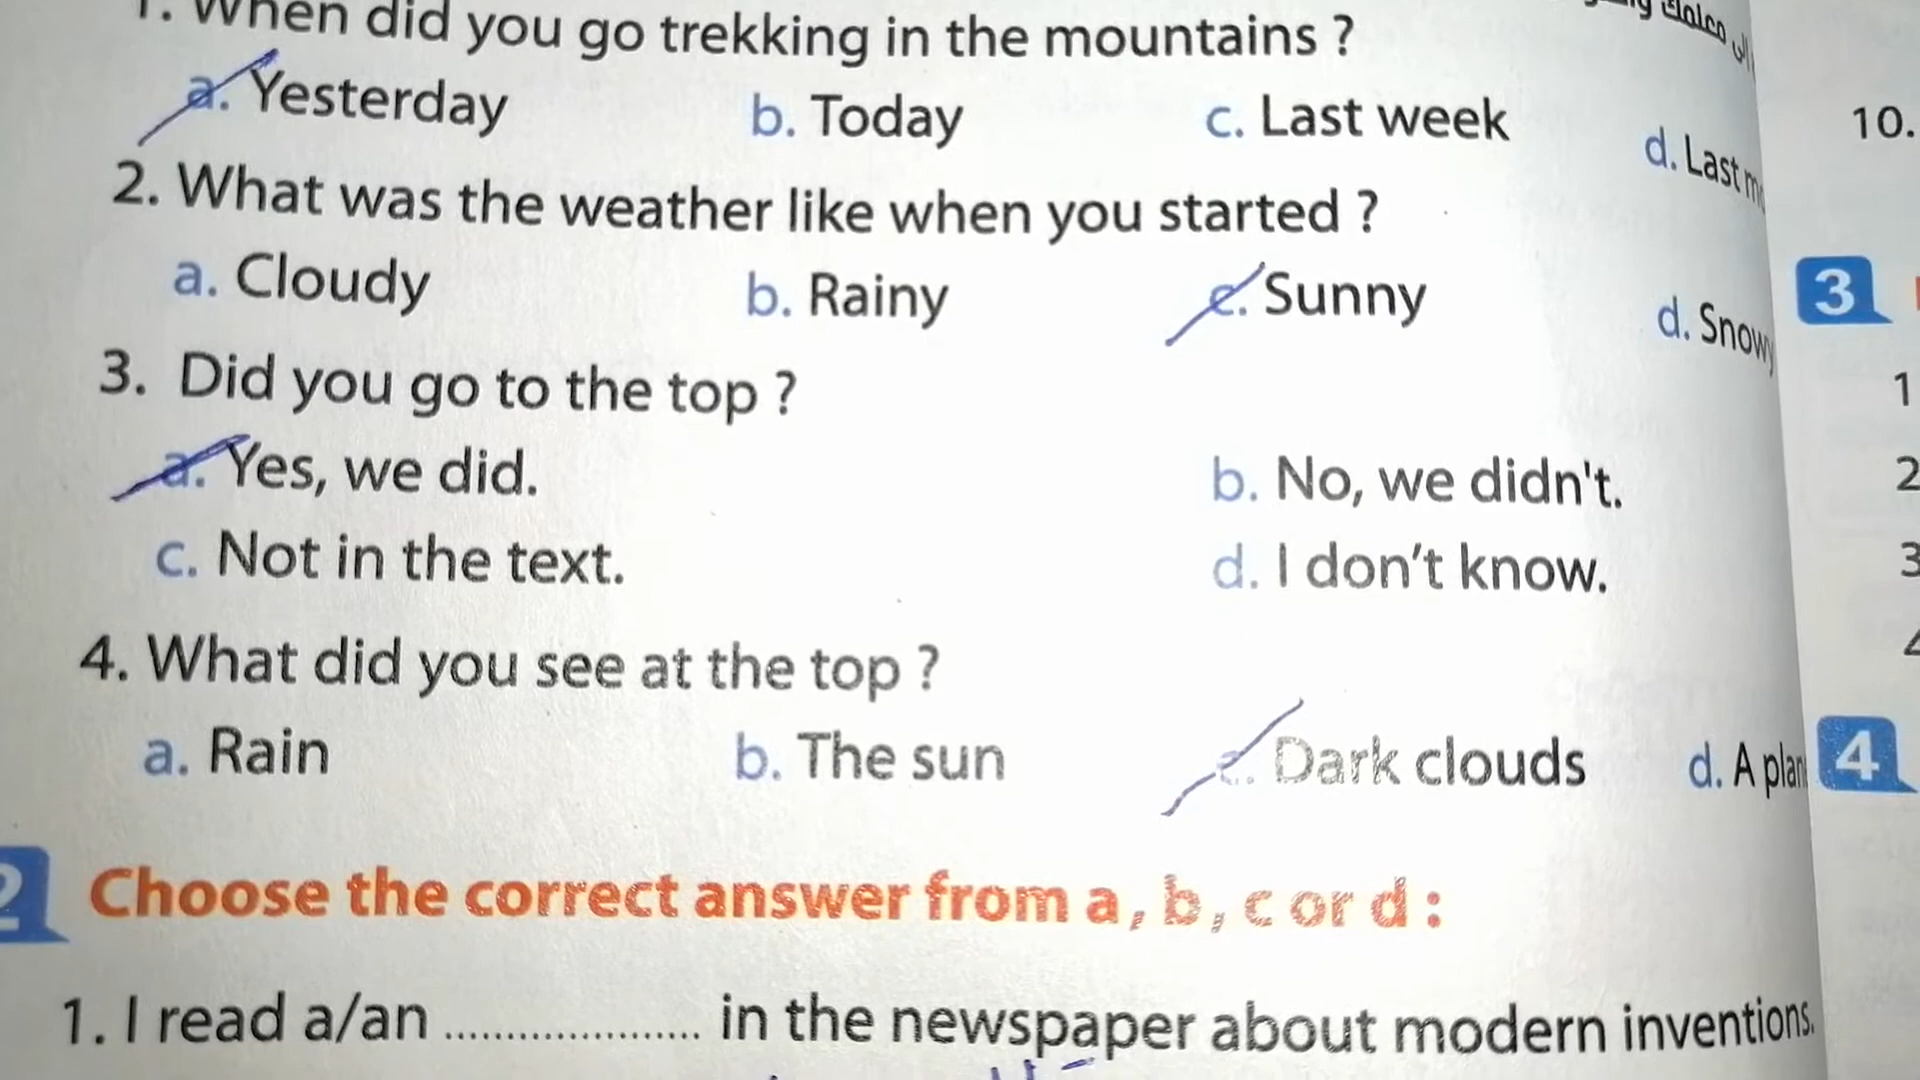 1. When did you go trekking in the mountains ?
a. Yesterday b. Today c. Last week d. Last
2. What was the weather like when you started ?
a. Cloudy b. Rainy c. Sunny d. Snowy
3. Did you go to the top ?
a. Yes, we did. b. No, we didn't.
c. Not in the text. d. I don't know.
4. What did you see at the top ?
a. Rain b. The sun c. Dark clouds d. A
2 Choose the correct answer from a, b, c or d :
1. I read a/an .................... in the newspaper about modern inventions.
10.
3
1
2
3
4